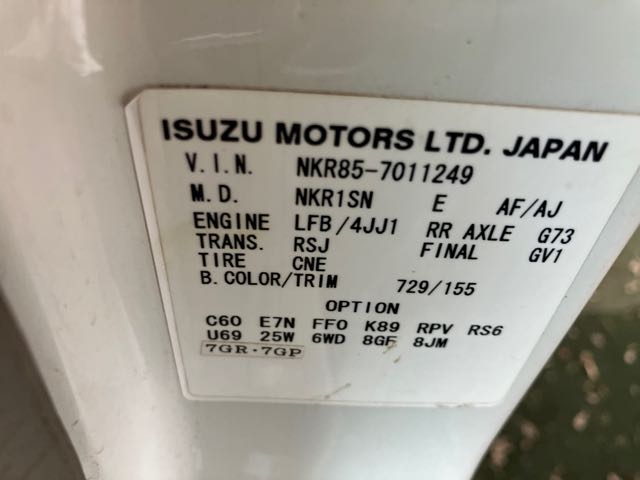 ISUZU MOTORS LTD. JAPAN
V.I.N. NKR85-7011249
M.D. NKR1SN E AF/AJ
ENGINE LFB/4JJ1 RR AXLE G73
TRANS. RSJ FINAL GV1
TIRE CNE
B.COLOR/TRIM 729/155
OPTION
C60 E7N FF0 K89 RPV RS6
U69 25W 6WD 8GF 8JM
7GR·7GP